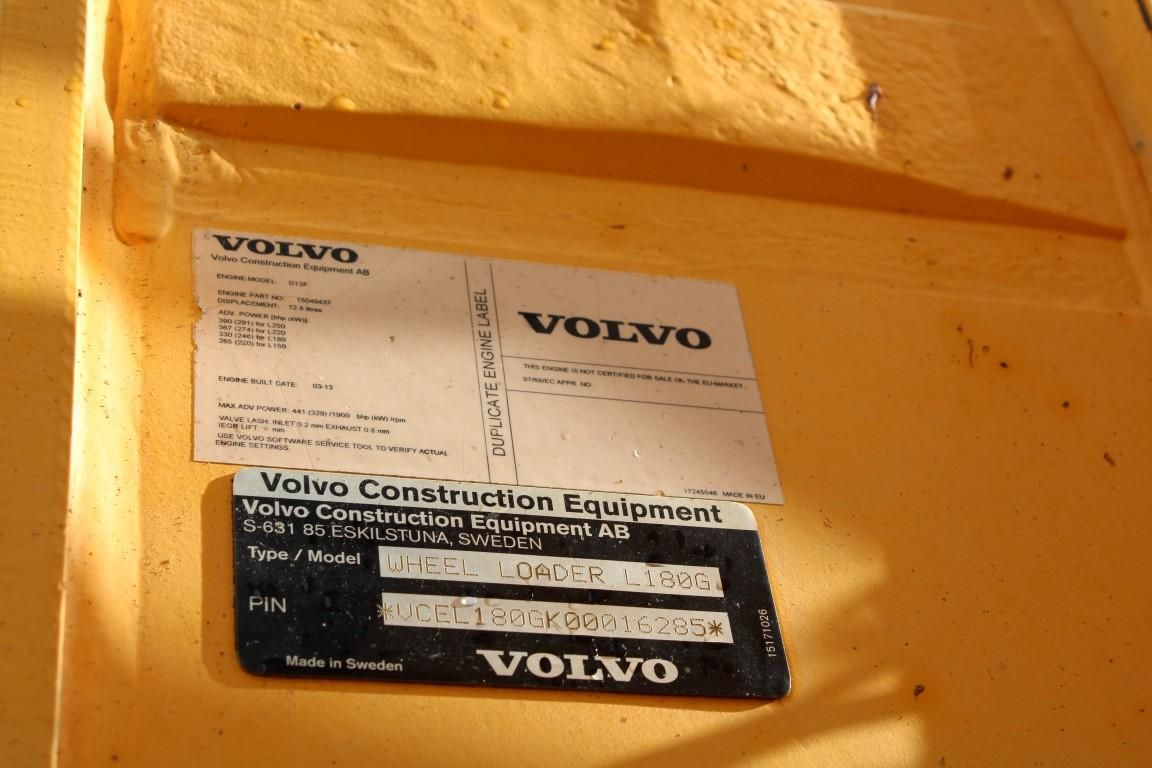 VOLVO
Volvo Construction Equipment AB
ENGINE MODEL: D13F
ENGINE PART NO: 15049437
DISPLACEMENT: 12.8 litres
ADV. POWER [bhp (kW)]:
390 (291) for L250
367 (274) for L220
330 (246) for L180
265 (220) for L150
ENGINE BUILT DATE: 03-13
MAX ADV POWER: 441 (329) /1900 bhp (kW) /rpm
VALVE LASH: INLET 0.2 mm EXHAUST 0.8 mm
IEGR LIFT: mm
USE VOLVO SOFTWARE SERVICE TOOL TO VERIFY ACTUAL
ENGINE SETTINGS.
DUPLICATE ENGINE LABEL
VOLVO
THIS ENGINE IS NOT CERTIFIED FOR SALE ON THE EU-MARKET..
97/68/EC APPR. NO
17245546 MADE IN EU
Volvo Construction Equipment
Volvo Construction Equipment AB
S-631 85 ESKILSTUNA, SWEDEN
Type / Model WHEEL LOADER L180G
PIN *VCEL180GK00016285*
15171026
Made in Sweden VOLVO